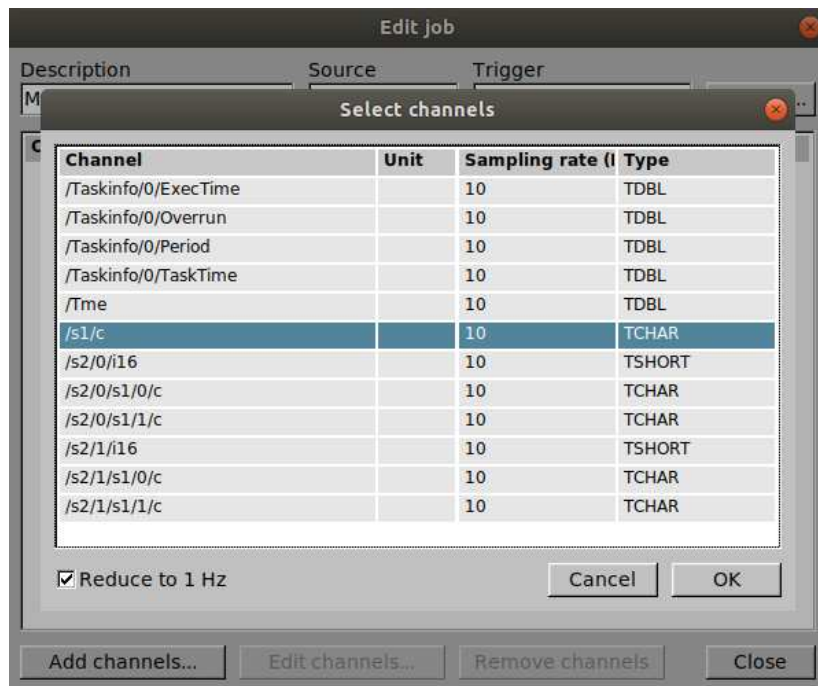 Edit job
Description Source Trigger
M ..
Select channels
C
Channel Unit Sampling rate (I Type
/Taskinfo/0/ExecTime 10 TDBL
/Taskinfo/0/Overrun 10 TDBL
/Taskinfo/0/Period 10 TDBL
/Taskinfo/0/TaskTime 10 TDBL
/Tme 10 TDBL
/s1/c 10 TCHAR
/s2/0/i16 10 TSHORT
/s2/0/s1/0/c 10 TCHAR
/s2/0/s1/1/c 10 TCHAR
/s2/1/i16 10 TSHORT
/s2/1/s1/0/c 10 TCHAR
/s2/1/s1/1/c 10 TCHAR
Reduce to 1 Hz Cancel OK
Add channels... Edit channels... Remove channels Close